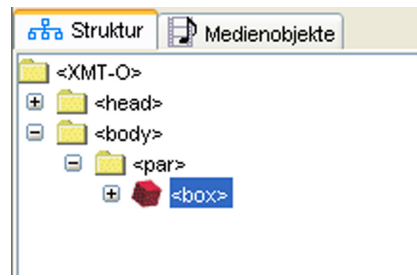 Struktur Medienobjekte
<XMT-O>
<head>
<body>
<par>
<box>